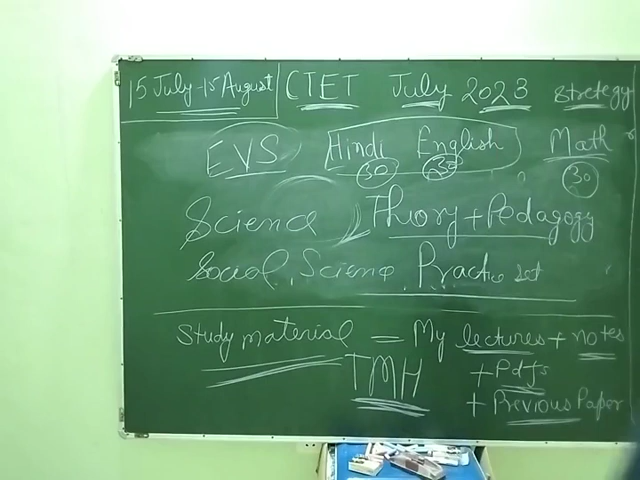 15 July-15 August CTET July 2023 Stretegy
EVS Hindi English Math
30 30 30
Science Theory + Pedagogy
Social Science, Practice set
Study material = My lectures + notes
TMH + Pdfs
+ Previous Paper